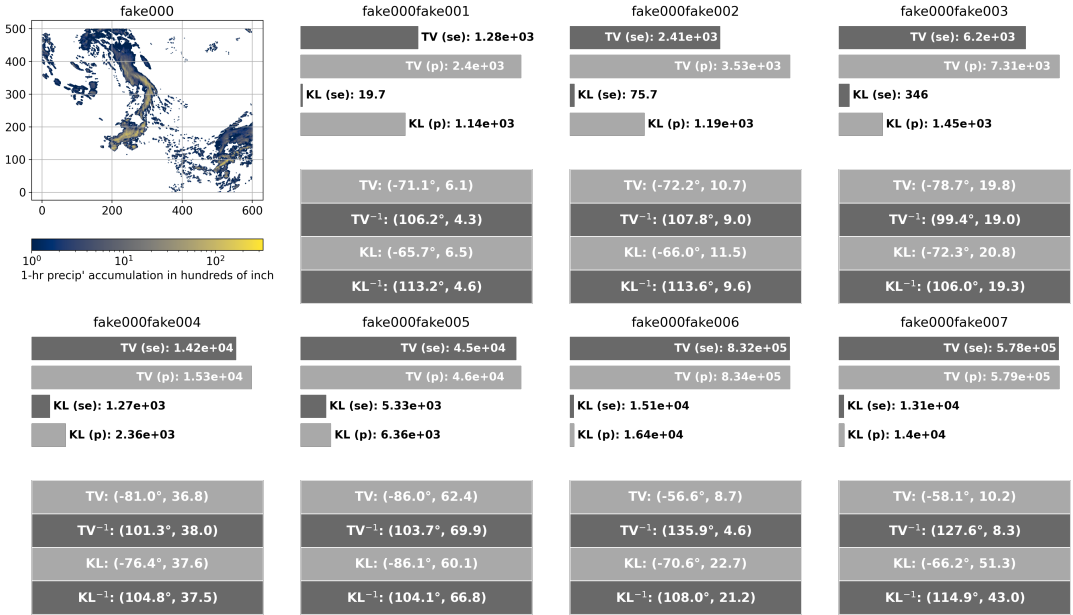 fake000
500
400
300
200
100
0
0 200 400 600
10⁰ 10¹ 10²
1-hr precip' accumulation in hundreds of inch
fake000fake001
TV (se): 1.28e+03
TV (p): 2.4e+03
KL (se): 19.7
KL (p): 1.14e+03
TV: (-71.1°, 6.1)
TV⁻¹: (106.2°, 4.3)
KL: (-65.7°, 6.5)
KL⁻¹: (113.2°, 4.6)
fake000fake002
TV (se): 2.41e+03
TV (p): 3.53e+03
KL (se): 75.7
KL (p): 1.19e+03
TV: (-72.2°, 10.7)
TV⁻¹: (107.8°, 9.0)
KL: (-66.0°, 11.5)
KL⁻¹: (113.6°, 9.6)
fake000fake003
TV (se): 6.2e+03
TV (p): 7.31e+03
KL (se): 346
KL (p): 1.45e+03
TV: (-78.7°, 19.8)
TV⁻¹: (99.4°, 19.0)
KL: (-72.3°, 20.8)
KL⁻¹: (106.0°, 19.3)
fake000fake004
TV (se): 1.42e+04
TV (p): 1.53e+04
KL (se): 1.27e+03
KL (p): 2.36e+03
TV: (-81.0°, 36.8)
TV⁻¹: (101.3°, 38.0)
KL: (-76.4°, 37.6)
KL⁻¹: (104.8°, 37.5)
fake000fake005
TV (se): 4.5e+04
TV (p): 4.6e+04
KL (se): 5.33e+03
KL (p): 6.36e+03
TV: (-86.0°, 62.4)
TV⁻¹: (103.7°, 69.9)
KL: (-86.1°, 60.1)
KL⁻¹: (104.1°, 66.8)
fake000fake006
TV (se): 8.32e+05
TV (p): 8.34e+05
KL (se): 1.51e+04
KL (p): 1.64e+04
TV: (-56.6°, 8.7)
TV⁻¹: (135.9°, 4.6)
KL: (-70.6°, 22.7)
KL⁻¹: (108.0°, 21.2)
fake000fake007
TV (se): 5.78e+05
TV (p): 5.79e+05
KL (se): 1.31e+04
KL (p): 1.4e+04
TV: (-58.1°, 10.2)
TV⁻¹: (127.6°, 8.3)
KL: (-66.2°, 51.3)
KL⁻¹: (114.9°, 43.0)